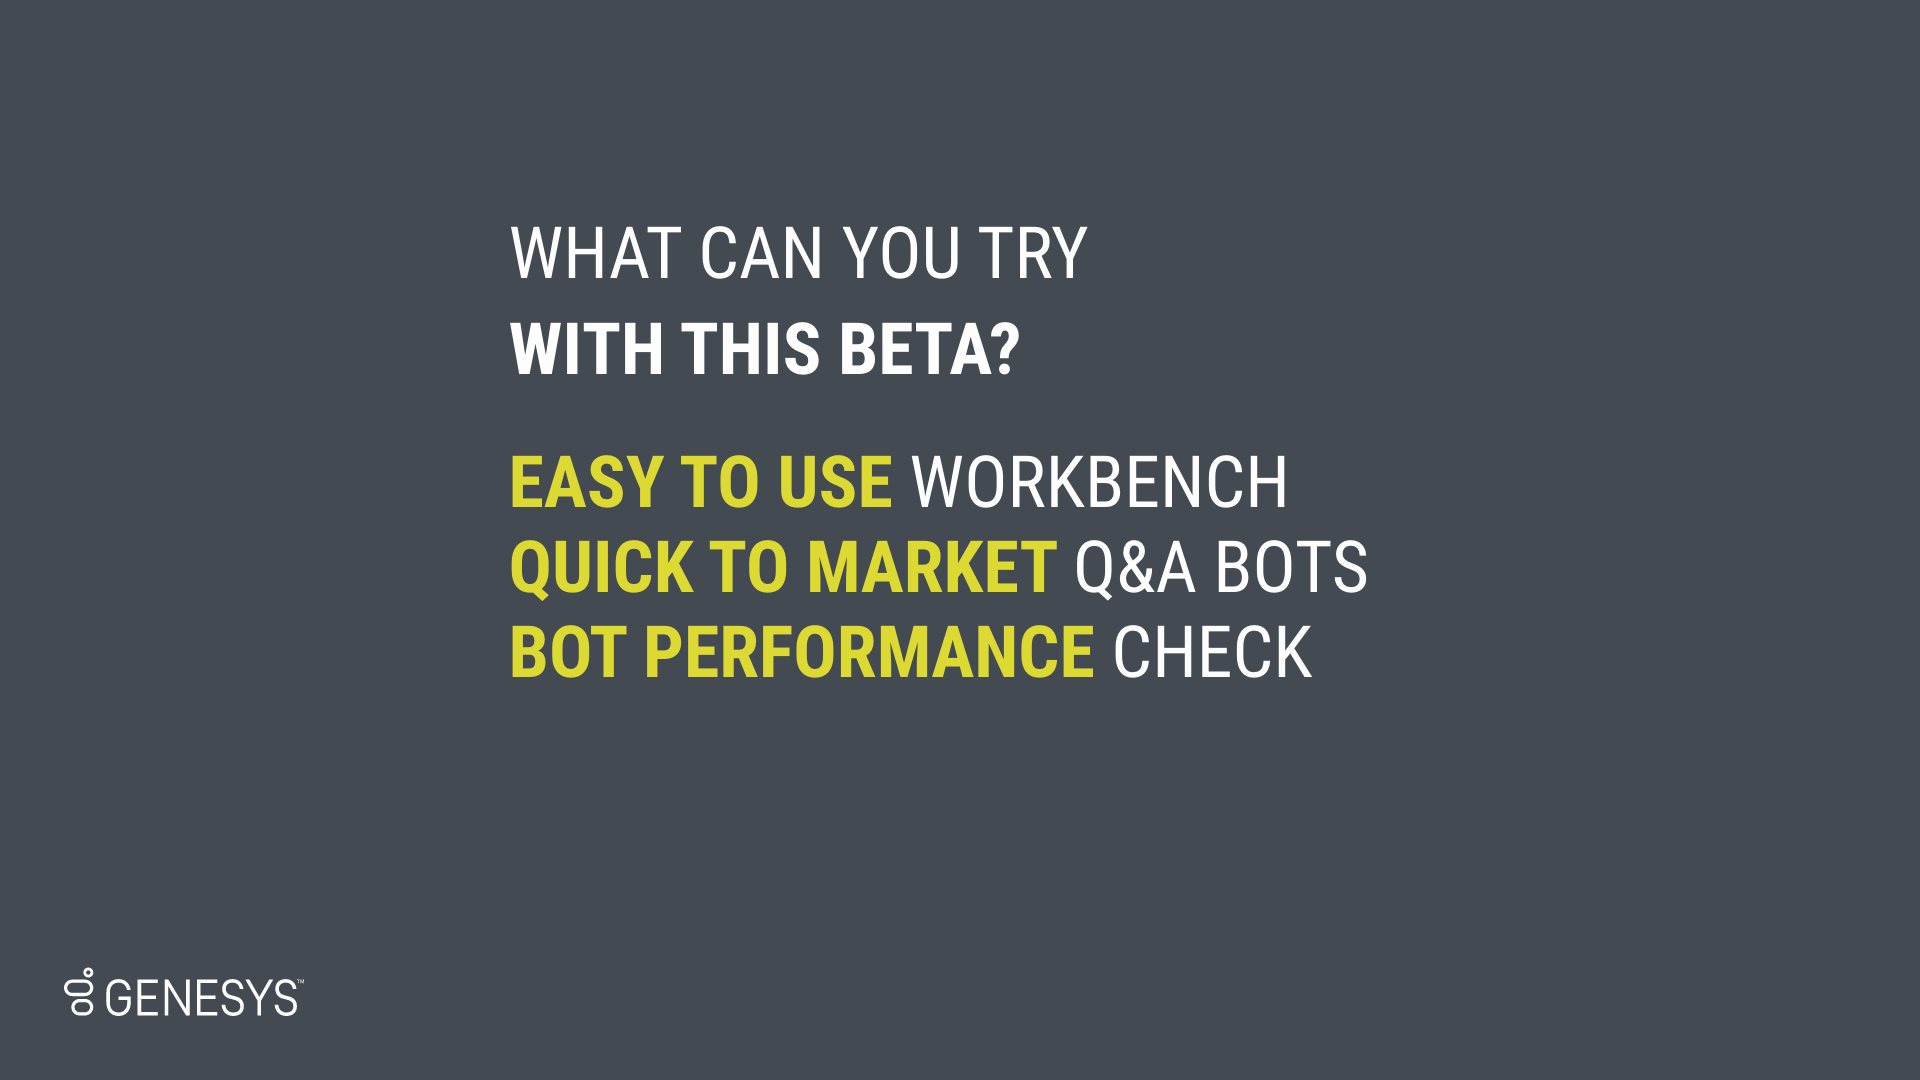 WHAT CAN YOU TRY
WITH THIS BETA?
EASY TO USE WORKBENCH
QUICK TO MARKET Q&A BOTS
BOT PERFORMANCE CHECK
GENESYS™